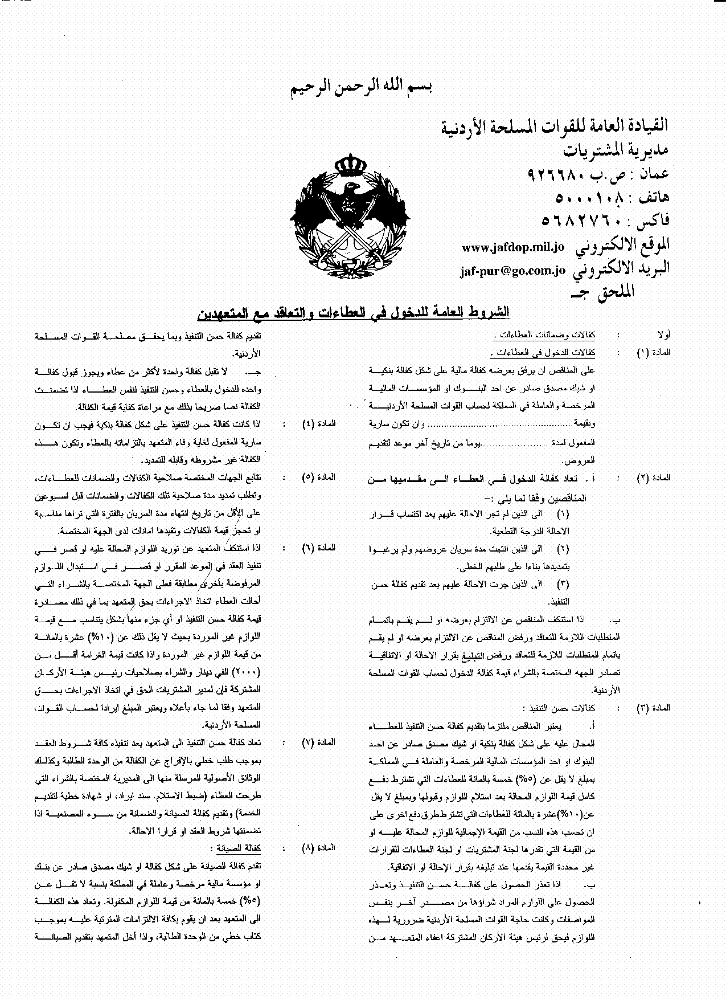 بسم الله الرحمن الرحيم
القيادة العامة للقوات المسلحة الأردنية
مديرية المشتريات
عمان : ص.ب ٩٢٦٦٨٠
هاتف : ٥٠٠٠١٠٨
فاكس : ٥٦٨٢٧٦٠
الموقع الالكتروني www.jafdop.mil.jo
البريد الالكتروني jaf-pur@go.com.jo
الملحق جـ
الشروط العامة للدخول في العطاءات والتعاقد مع المتعهدين
أولا : كفالات وضمانات العطاءات .
المادة (١) : كفالات الدخول في العطاءات .
على المناقص ان يرفق بعرضه كفالة مالية على شكل كفالة بنكية
او شيك مصدق صادر عن احد البنوك او المؤسسات المالية
المرخصة والعاملة في المملكة لحساب القوات المسلحة الأردنية
وبقيمة..................................................... وان تكون سارية
المفعول لمدة .....................يوما من تاريخ آخر موعد لتقديم
العروض.
المادة (٢) : أ . تعاد كفالة الدخول في العطاء الى مقدميها من
المناقصين وفقا لما يلي :-
(١) الى الذين لم تجر الاحالة عليهم بعد اكتساب قرار
الاحالة الدرجة القطعية.
(٢) الى الذين انتهت مدة سريان عروضهم ولم يرغبوا
بتمديدها بناءا على طلبهم الخطي.
(٣) الى الذين جرت الاحالة عليهم بعد تقديم كفالة حسن
التنفيذ.
ب. اذا استنكف المناقص عن الالتزام بعرضه او لم يقم باتمام
المتطلبات اللازمة للتعاقد ورفض المناقص عن الالتزام بعرضه او لم يقم
باتمام المتطلبات اللازمة للتعاقد ورفض التبليغ بقرار الاحالة او الاتفاقية
تصادر الجهه المختصة بالشراء قيمة كفالة الدخول لحساب القوات المسلحة
الأردنية.
المادة (٣) : كفالات حسن التنفيذ :
أ. يعتبر المناقص ملتزما بتقديم كفالة حسن التنفيذ للعطاء
المحال عليه على شكل كفالة بنكية او شيك مصدق صادر عن احد
البنوك او احد المؤسسات المالية المرخصة والعاملة في المملكة
بمبلغ لا يقل عن (٥%) خمسة بالمائة للعطاءات التي تشترط دفع
كامل قيمة اللوازم المحالة بعد استلام اللوازم وقبولها وبمبلغ لا يقل
عن(١٠%)عشرة بالمائة للعطاءات التي تشترط طرق دفع اخرى على
ان تحسب هذه النسب من القيمة الإجمالية للوازم المحالة عليه او
من القيمة التي تقدرها لجنة المشتريات او لجنة العطاءات للقرارات
غير محددة القيمة يقدمها عند تبليغه بقرار الإحالة او الاتفاقية.
ب. اذا تعذر الحصول على كفالة حسن التنفيذ وتعذر
الحصول على اللوازم المراد شراؤها من مصدر آخر بنفس
المواصفات وكانت حاجة القوات المسلحة الأردنية ضرورية لهذه
اللوازم فيحق لرئيس هيئة الأركان المشتركة اعفاء المتعهد من
تقديم كفالة حسن التنفيذ وبما يحقق مصلحة القوات المسلحة
الأردنية.
جـ. لا تقبل كفالة واحدة لأكثر من عطاء ويجوز قبول كفالة
واحده للدخول بالعطاء وحسن التنفيذ لنفس العطاء اذا تضمنت
الكفالة نصا صريحا بذلك مع مراعاة كفاية قيمة الكفالة.
المادة (٤) : اذا كانت كفالة حسن التنفيذ على شكل كفالة بنكية فيجب ان تكون
سارية المفعول لغاية وفاء المتعهد بالتزاماته بالعطاء وتكون هذه
الكفالة غير مشروطه وقابله للتمديد.
المادة (٥) : تتابع الجهات المختصة صلاحية الكفالات والضمانات للعطاءات،
وتطلب تمديد مدة صلاحية تلك الكفالات والضمانات قبل اسبوعين
على الأقل من تاريخ انتهاء مدة السريان بالفترة التي تراها مناسبة
او تحجز قيمة الكفالات وتقيدها امانات لدى الجهة المختصة.
المادة (٦) : اذا استنكف المتعهد عن توريد اللوازم المحالة عليه او قصر في
تنفيذ العقد في الموعد المقرر او قصر في استبدال اللوازم
المرفوضة بأخرى مطابقة فعلى الجهة المختصة بالشراء التي
أحالت العطاء اتخاذ الاجراءات بحق المتعهد بما في ذلك مصادرة
قيمة كفالة حسن التنفيذ او أي جزء منها بشكل يتناسب مع قيمة
اللوازم غير الموردة بحيث لا يقل ذلك عن (١٠%) عشرة بالمائة
من قيمة اللوازم غير الموردة واذا كانت قيمة الغرامة أقل من
(٢٠٠٠) الفي دينار والشراء بصلاحيات رئيس هيئة الأركان
المشتركة فإن لمدير المشتريات الحق في اتخاذ الاجراءات بحق
المتعهد وفقا لما جاء بأعلاه ويعتبر المبلغ ايرادا لحساب القوات
المسلحة الأردنية.
المادة (٧) : تعاد كفالة حسن التنفيذ الى المتعهد بعد تنفيذه كافة شروط العقد
بموجب طلب خطي بالإفراج عن الكفالة من الوحدة الطالبة وكذلك
الوثائق الأصولية المرسلة منها الى المديرية المختصة بالشراء التي
طرحت العطاء (ضبط الاستلام. سند ايراد، او شهادة خطية لتقديم
الخدمة) وتقديم كفالة الصيانة والضمانة من سوء المصنعية اذا
تضمنتها شروط العقد او قرار الاحالة.
المادة (٨) : كفالة الصيانة :
تقدم كفالة الصيانة على شكل كفالة او شيك مصدق صادر عن بنك
او مؤسسة مالية مرخصة وعاملة في المملكة بنسبة لا تقل عن
(٥%) خمسة بالمائة من قيمة اللوازم المكفولة. وتعاد هذه الكفالة
الى المتعهد بعد ان يقوم بكافة الالتزامات المترتبة عليه بموجب
كتاب خطي من الوحدة الطالبة، واذا أخل المتعهد بتقديم الصيانة